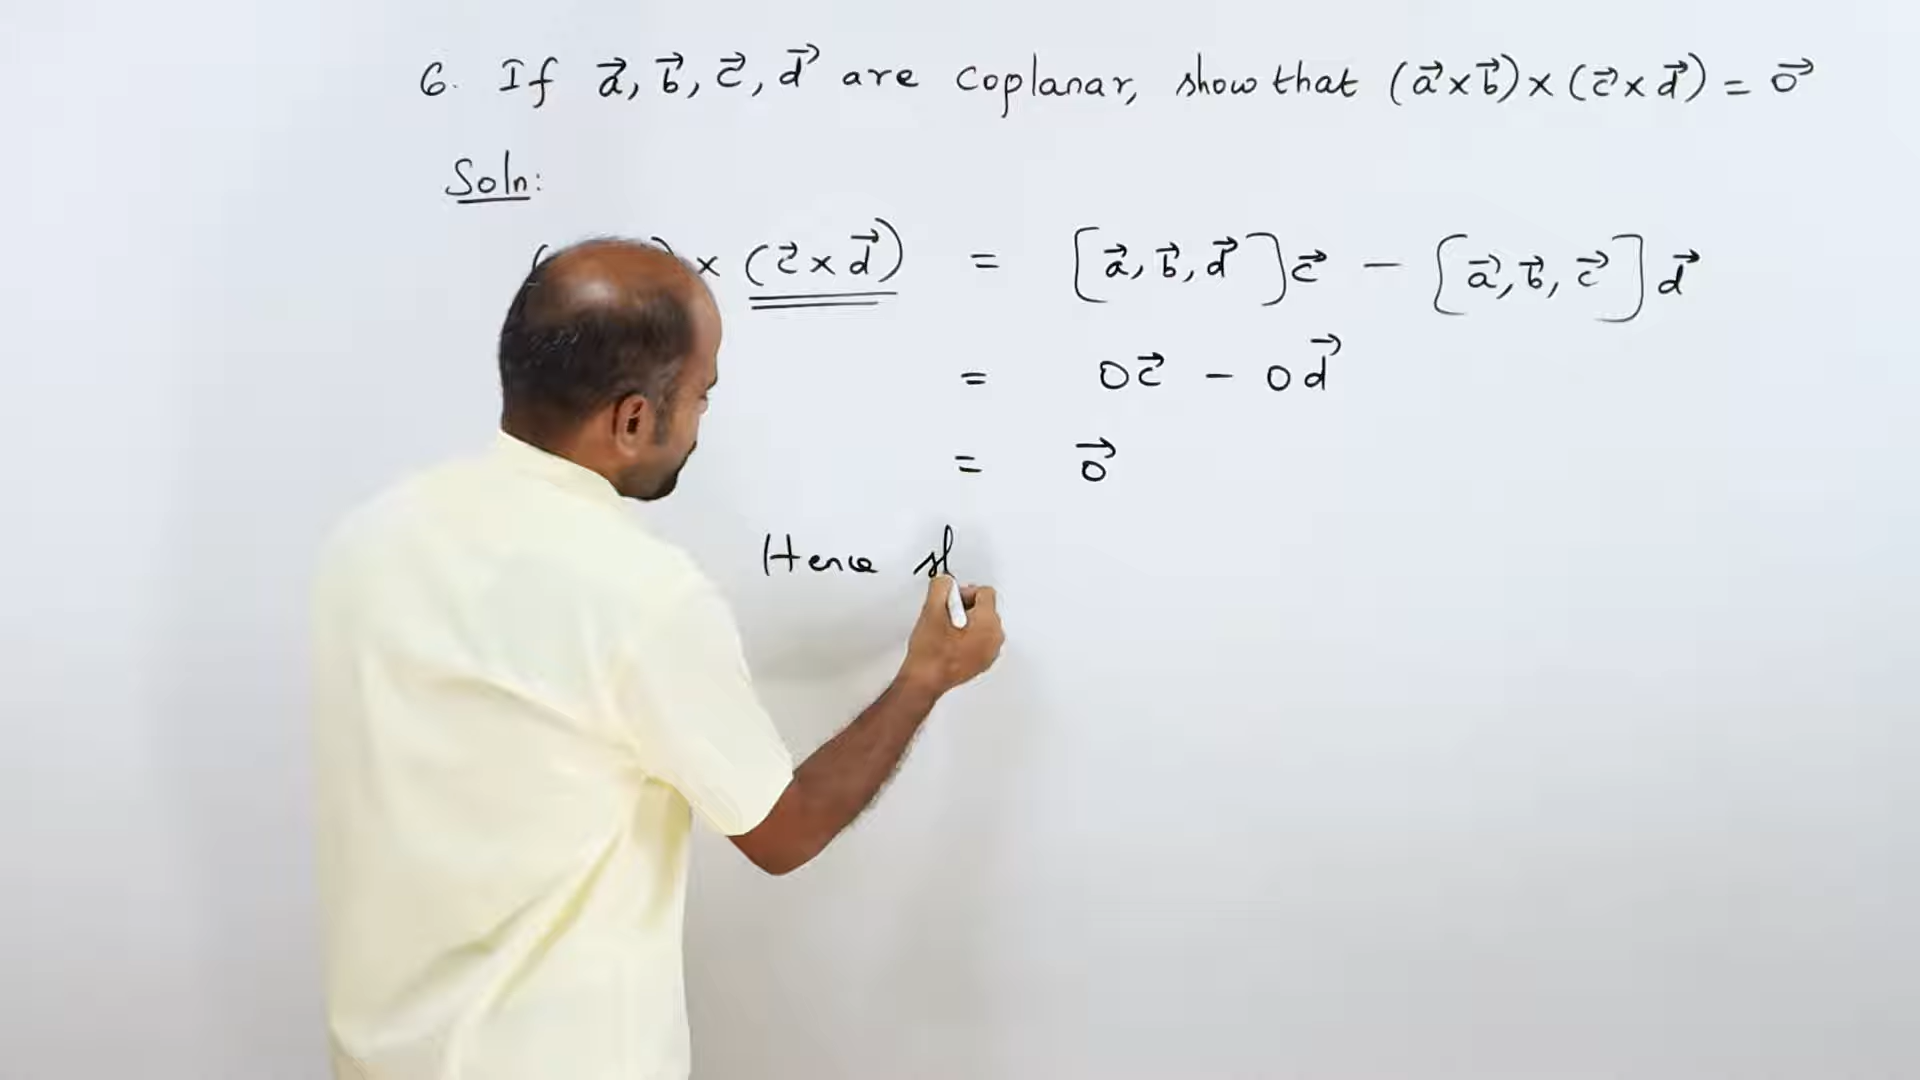 6. If a⃗, b⃗, c⃗, d⃗ are coplanar, show that (a⃗×b⃗)×(c⃗×d⃗) = 0⃗
Soln:
( ) × (c⃗×d⃗) = [a⃗, b⃗, d⃗]c⃗ − [a⃗, b⃗, c⃗]d⃗
= 0c⃗ − 0d⃗
= 0⃗
Hence